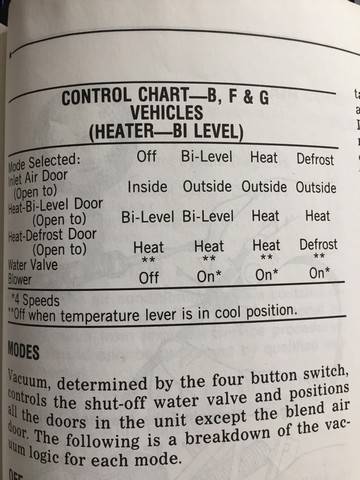 CONTROL CHART—B, F & G
VEHICLES
(HEATER—BI LEVEL)
Mode Selected: Off Bi-Level Heat Defrost
Inlet Air Door
(Open to) Inside Outside Outside Outside
Heat-Bi-Level Door
(Open to) Bi-Level Bi-Level Heat Heat
Heat-Defrost Door
(Open to) Heat Heat Heat Defrost
Water Valve ** ** ** **
Blower Off On* On* On*
*4 Speeds
**Off when temperature lever is in cool position.
MODES
Vacuum, determined by the four button switch,
controls the shut-off water valve and positions
all the doors in the unit except the blend air
door. The following is a breakdown of the vac-
uum logic for each mode.